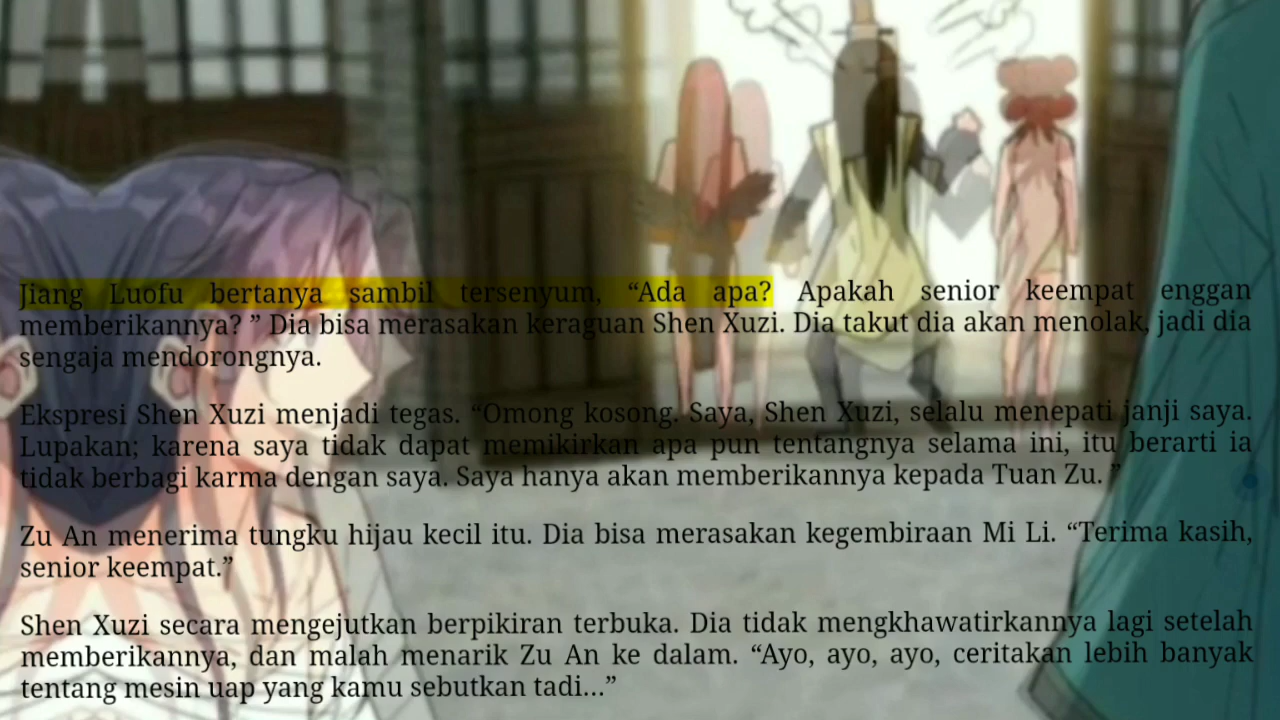 Jiang Luofu bertanya sambil tersenyum, “Ada apa? Apakah senior keempat enggan
memberikannya? ” Dia bisa merasakan keraguan Shen Xuzi. Dia takut dia akan menolak, jadi dia
sengaja mendorongnya.
Ekspresi Shen Xuzi menjadi tegas. “Omong kosong. Saya, Shen Xuzi, selalu menepati janji saya.
Lupakan; karena saya tidak dapat memikirkan apa pun tentangnya selama ini, itu berarti ia
tidak berbagi karma dengan saya. Saya hanya akan memberikannya kepada Tuan Zu. ”
Zu An menerima tungku hijau kecil itu. Dia bisa merasakan kegembiraan Mi Li. “Terima kasih,
senior keempat.”
Shen Xuzi secara mengejutkan berpikiran terbuka. Dia tidak mengkhawatirkannya lagi setelah
memberikannya, dan malah menarik Zu An ke dalam. “Ayo, ayo, ayo, ceritakan lebih banyak
tentang mesin uap yang kamu sebutkan tadi...”